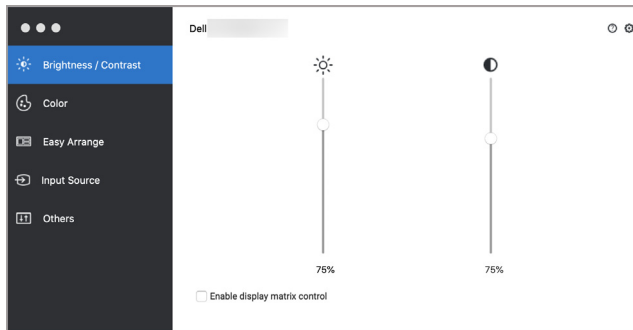 Dell
Brightness / Contrast
Color
Easy Arrange
Input Source
Others
75%
75%
Enable display matrix control